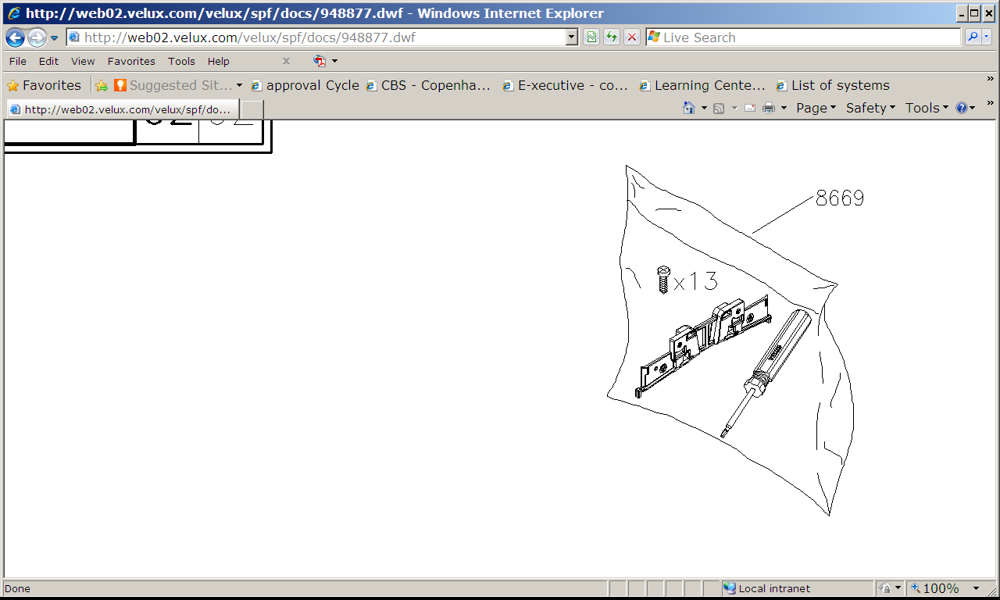 http://web02.velux.com/velux/spf/docs/948877.dwf - Windows Internet Explorer
http://web02.velux.com/velux/spf/docs/948877.dwf Live Search
File Edit View Favorites Tools Help x
Favorites Suggested Sit... approval Cycle CBS - Copenha... E-xecutive - co... Learning Cente... List of systems
http://web02.velux.com/velux/spf/do... Page Safety Tools
8669
x13
Done Local intranet 100%